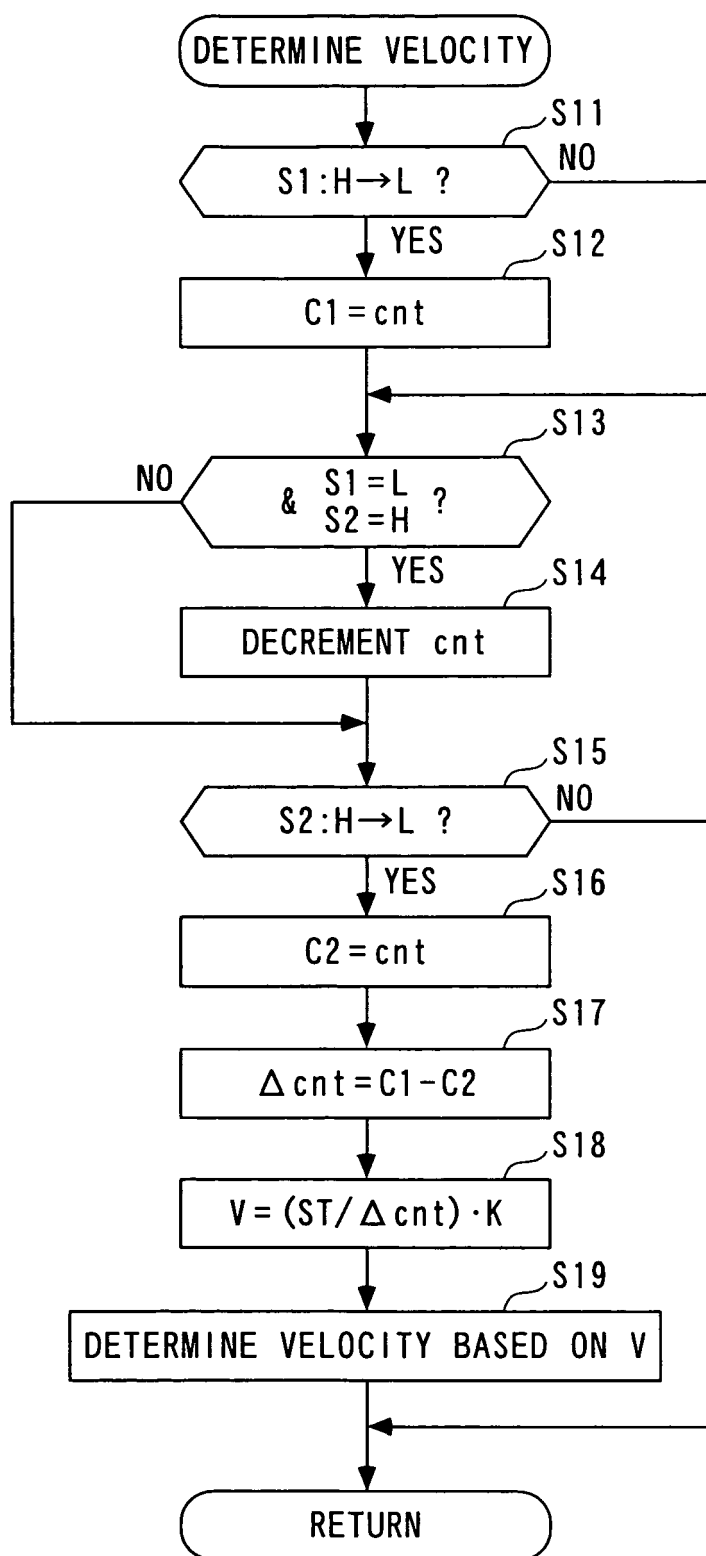 DETERMINE VELOCITY
S11
S1:H→L ?
NO
YES
S12
C1=cnt
S13
NO
& S1=L ?
S2=H
YES
S14
DECREMENT cnt
S15
S2:H→L ?
NO
YES
S16
C2=cnt
S17
Δcnt=C1-C2
S18
V=(ST/Δcnt)·K
S19
DETERMINE VELOCITY BASED ON V
RETURN